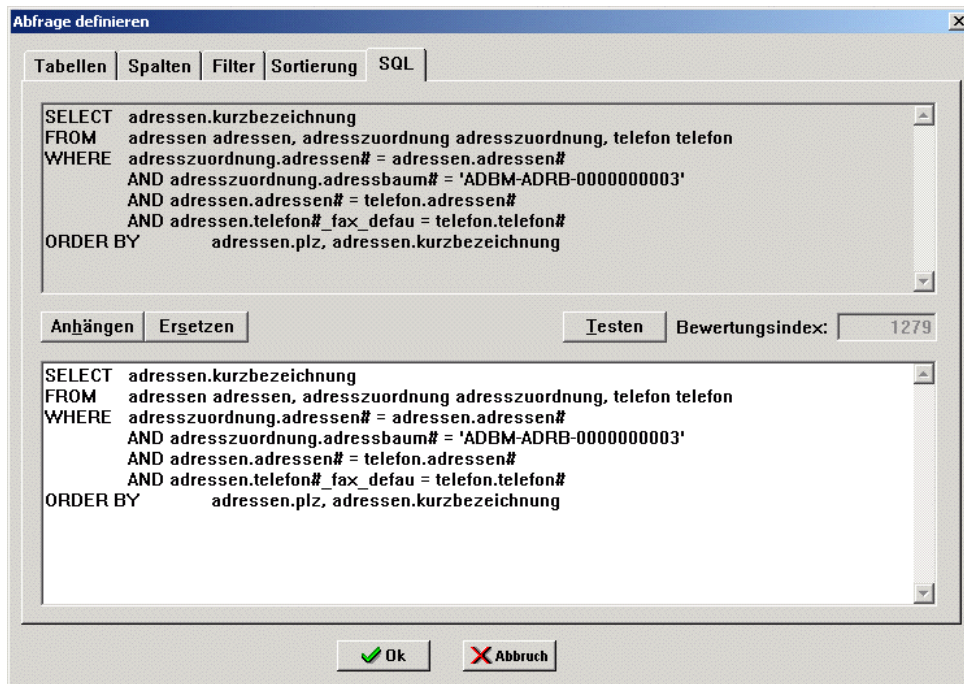 Abfrage definieren
Tabellen Spalten Filter Sortierung SQL
SELECT adressen.kurzbezeichnung
FROM adressen adressen, adresszuordnung adresszuordnung, telefon telefon
WHERE adresszuordnung.adressen# = adressen.adressen#
AND adresszuordnung.adressbaum# = 'ADBM-ADRB-0000000003'
AND adressen.adressen# = telefon.adressen#
AND adressen.telefon#_fax_defau = telefon.telefon#
ORDER BY adressen.plz, adressen.kurzbezeichnung
Anhängen Ersetzen Testen Bewertungsindex: 1279
SELECT adressen.kurzbezeichnung
FROM adressen adressen, adresszuordnung adresszuordnung, telefon telefon
WHERE adresszuordnung.adressen# = adressen.adressen#
AND adresszuordnung.adressbaum# = 'ADBM-ADRB-0000000003'
AND adressen.adressen# = telefon.adressen#
AND adressen.telefon#_fax_defau = telefon.telefon#
ORDER BY adressen.plz, adressen.kurzbezeichnung
Ok Abbruch